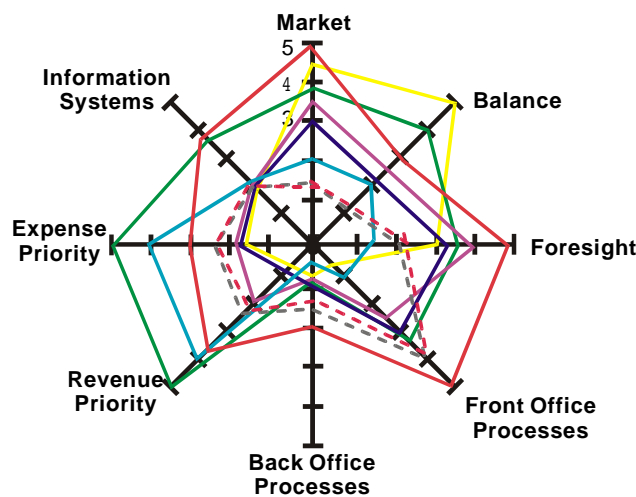 Market
5
Information
Systems
4
Balance
3
Expense
Priority
Foresight
Revenue
Priority
Front Office
Processes
Back Office
Processes